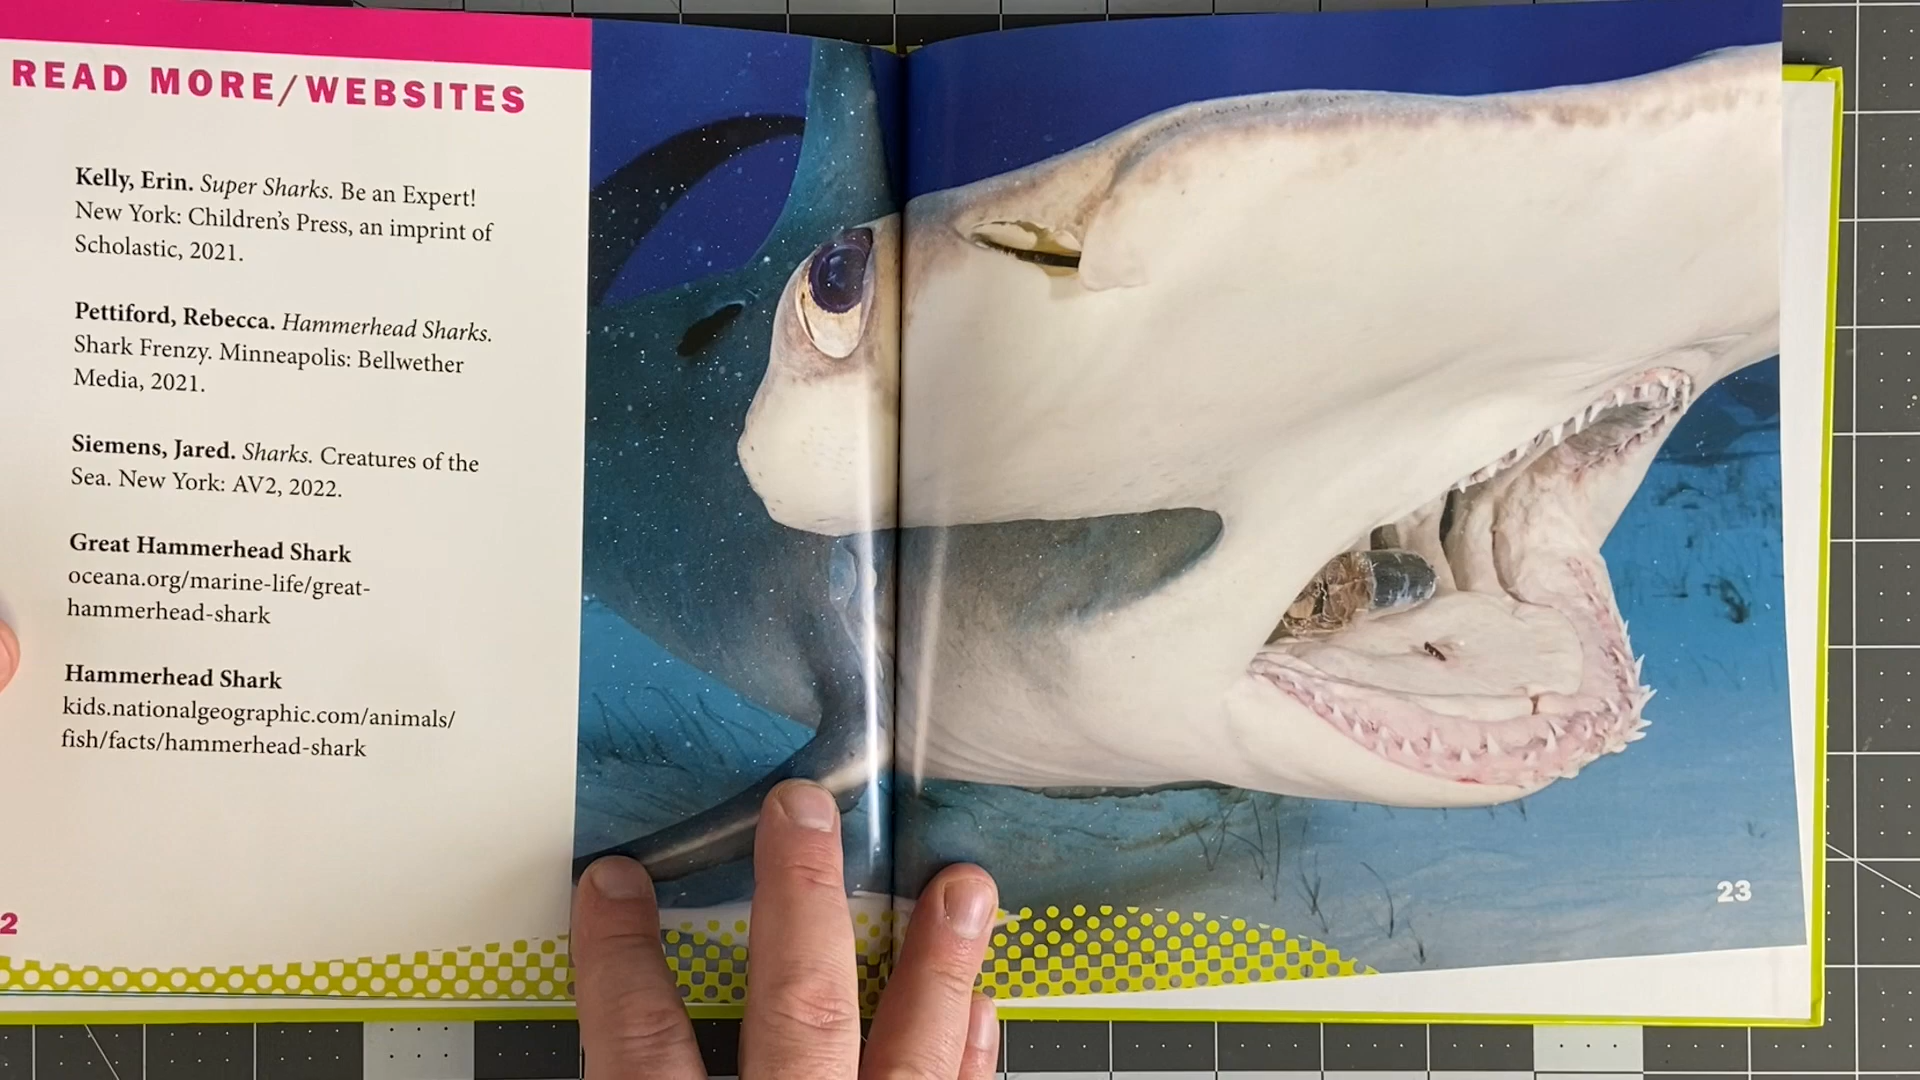 READ MORE/WEBSITES
Kelly, Erin. Super Sharks. Be an Expert!
New York: Children's Press, an imprint of
Scholastic, 2021.
Pettiford, Rebecca. Hammerhead Sharks.
Shark Frenzy. Minneapolis: Bellwether
Media, 2021.
Siemens, Jared. Sharks. Creatures of the
Sea. New York: AV2, 2022.
Great Hammerhead Shark
oceana.org/marine-life/great-
hammerhead-shark
Hammerhead Shark
kids.nationalgeographic.com/animals/
fish/facts/hammerhead-shark
2
23